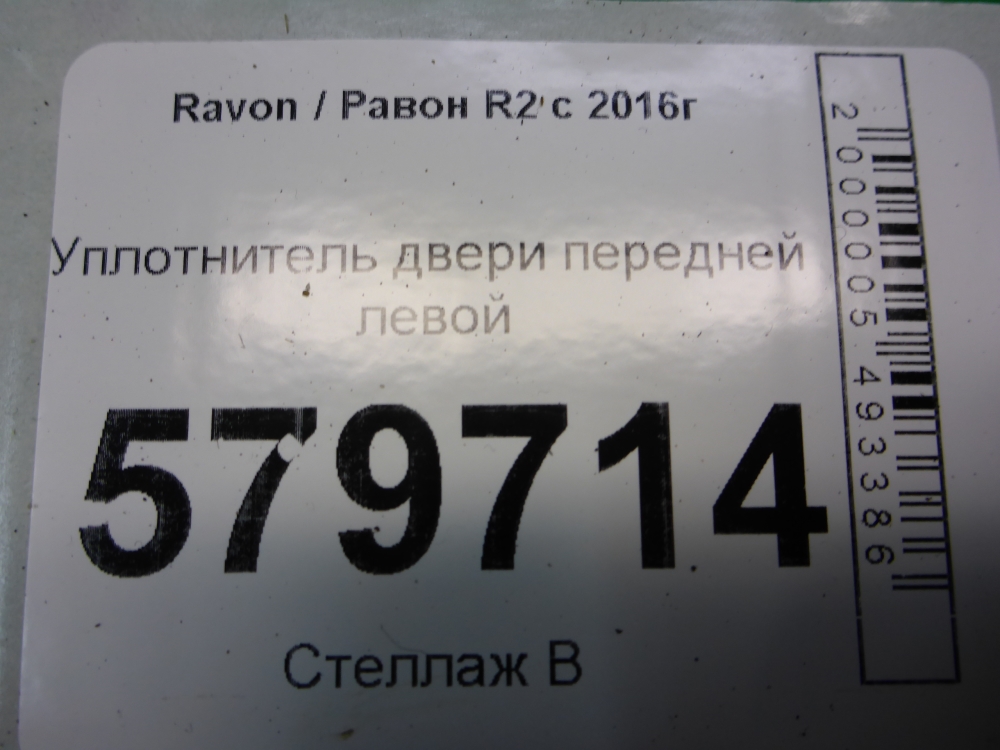 Ravon / Равон R2 с 2016г
Уплотнитель двери передней
левой
579714
Стеллаж В
2000005493386